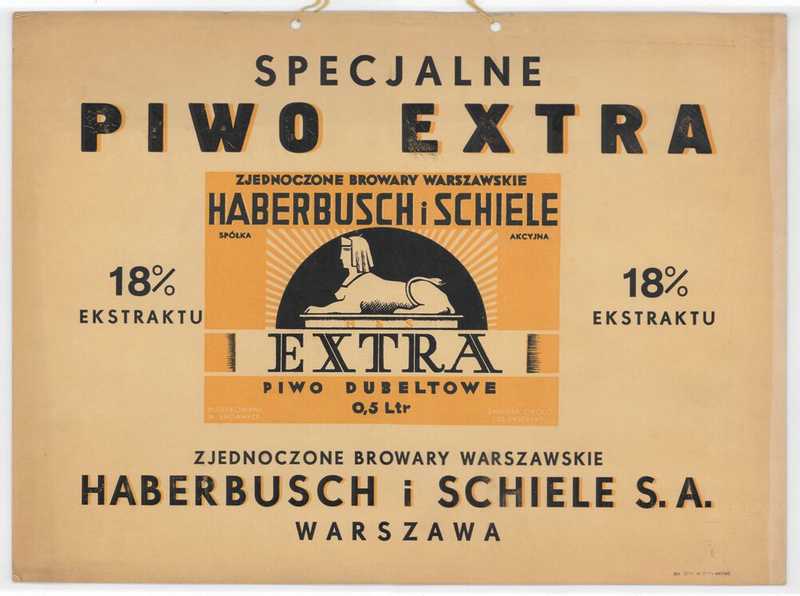 SPECJALNE
PIWO EXTRA
ZJEDNOCZONE BROWARY WARSZAWSKIE
HABERBUSCH i SCHIELE
SPÓŁKA AKCYJNA
18% EKSTRAKTU
18% EKSTRAKTU
H & S
EXTRA
PIWO DUBELTOWE
0,5 Ltr
ZJEDNOCZONE BROWARY WARSZAWSKIE
HABERBUSCH i SCHIELE S.A.
WARSZAWA